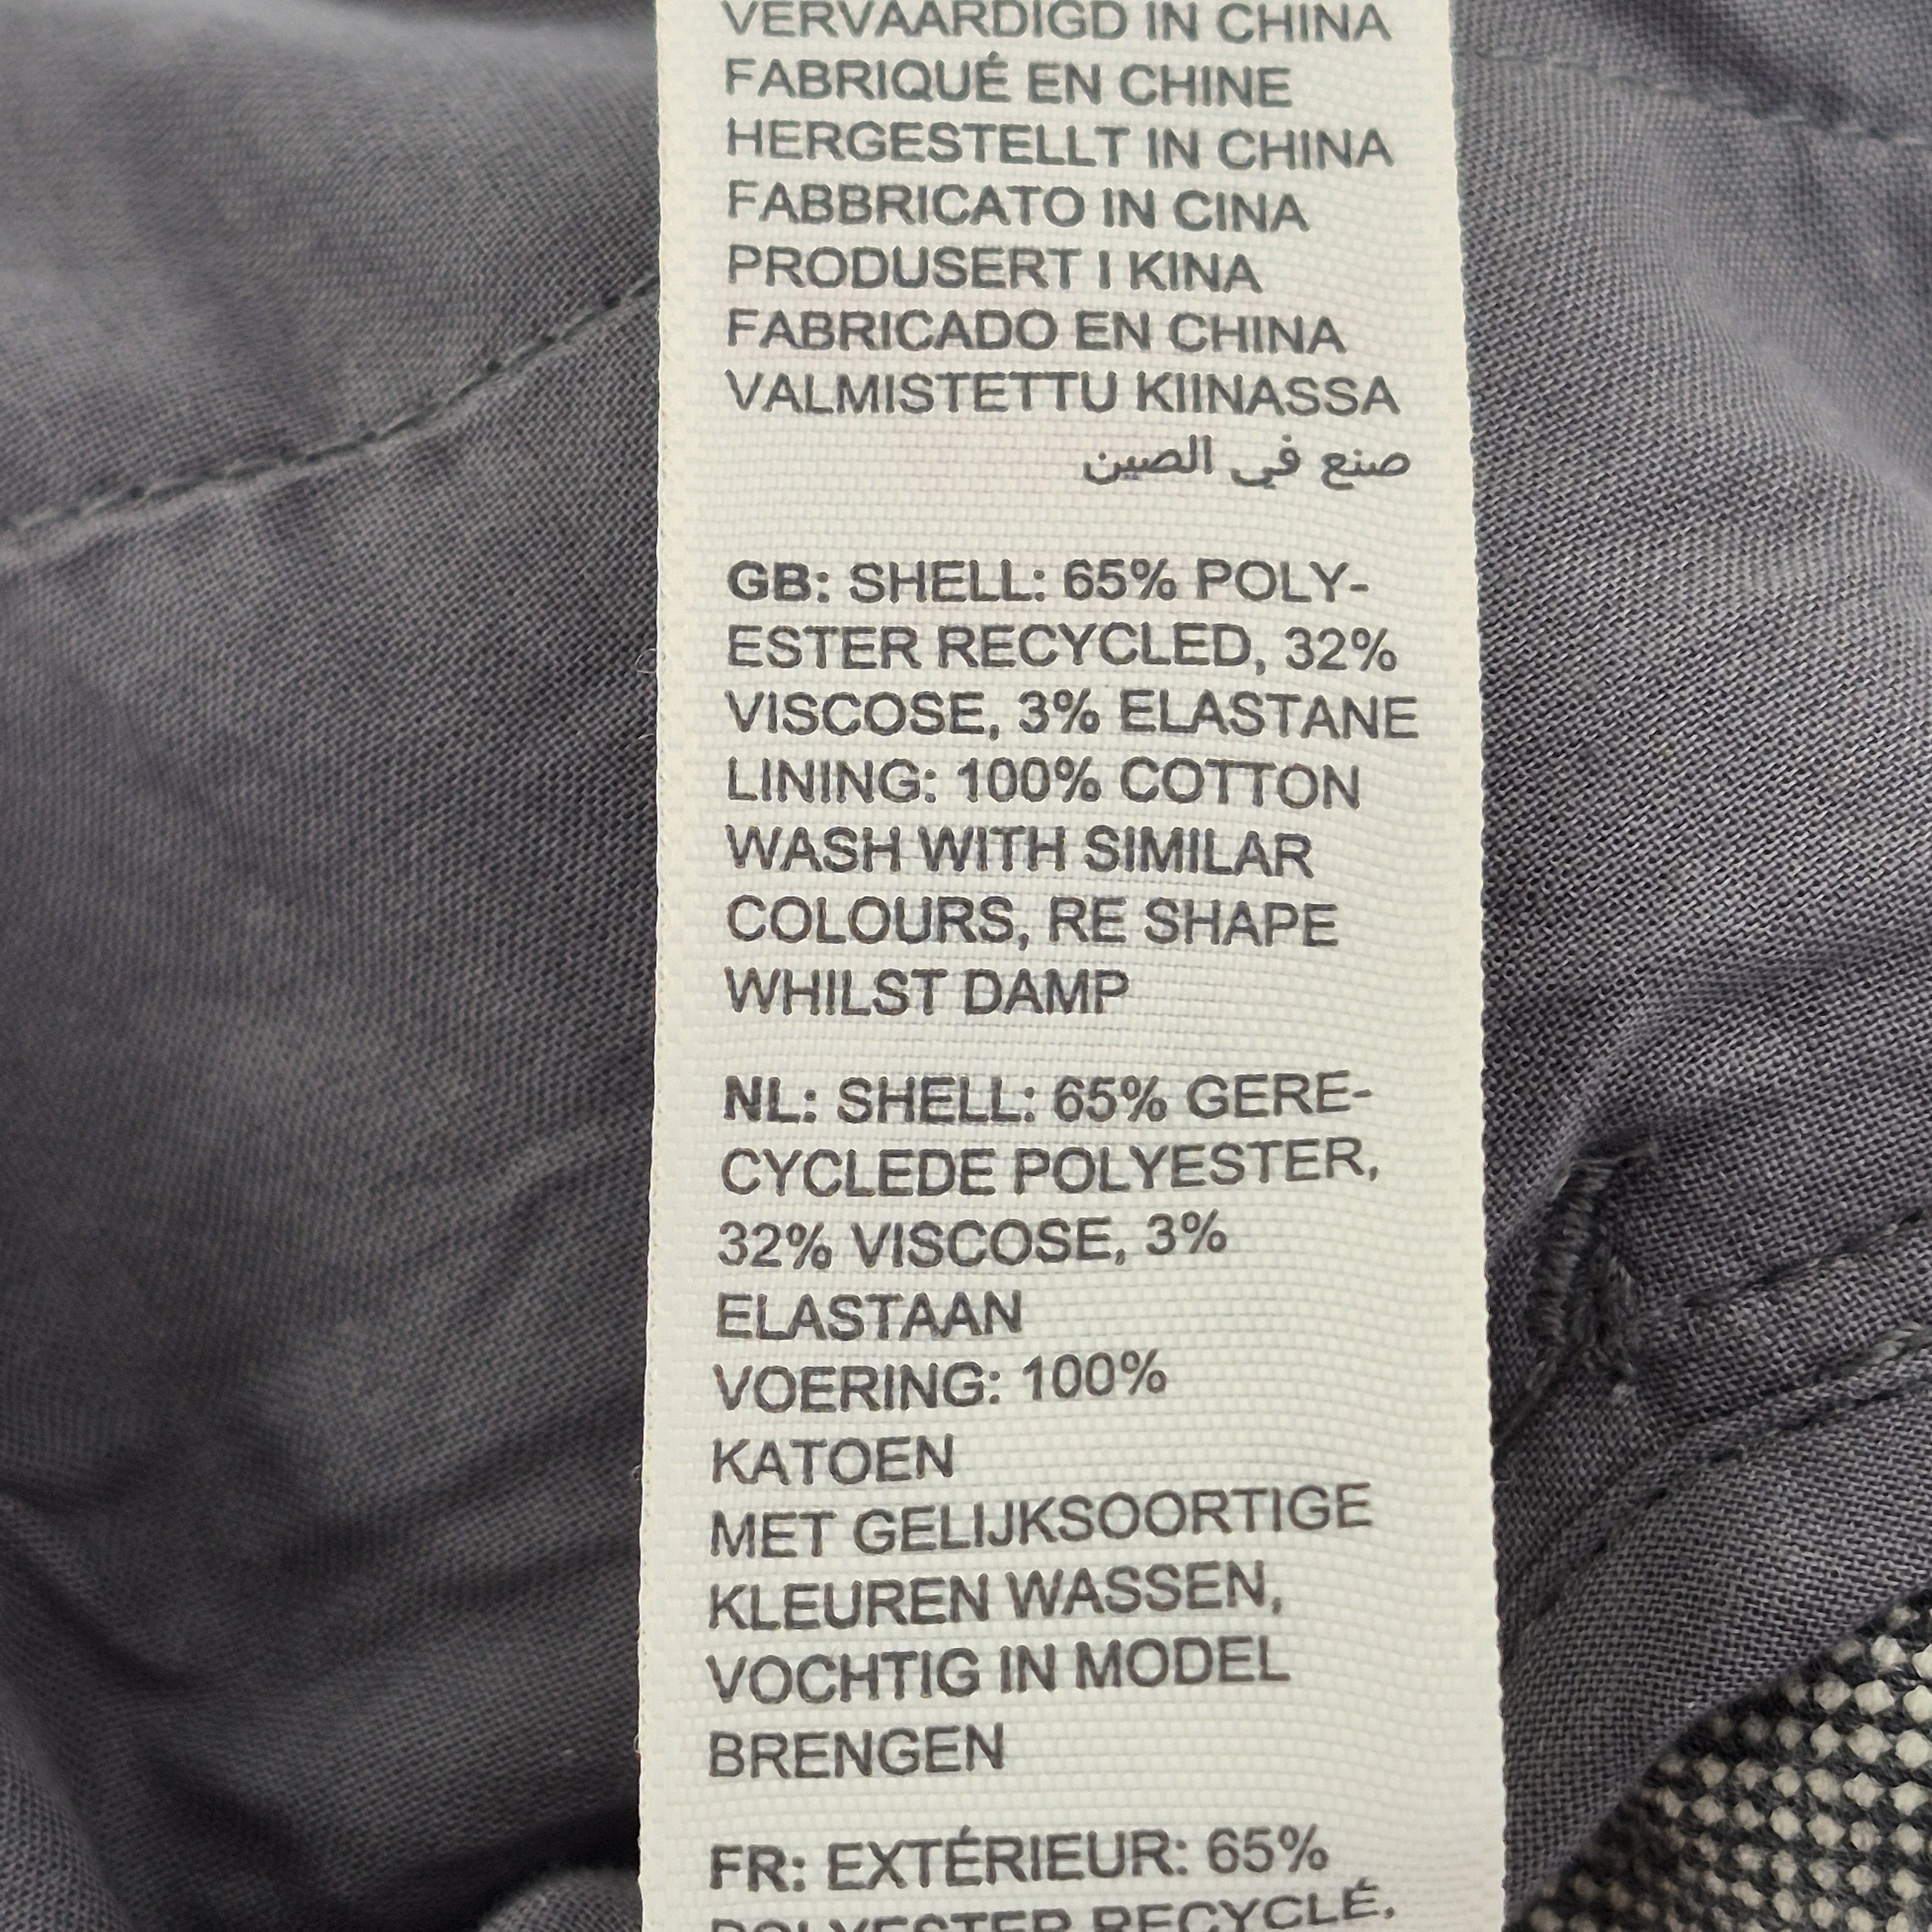 VERVAARDIGD IN CHINA
FABRIQUÉ EN CHINE
HERGESTELLT IN CHINA
FABBRICATO IN CINA
PRODUSERT I KINA
FABRICADO EN CHINA
VALMISTETTU KIINASSA
صنع في الصين
GB: SHELL: 65% POLY-
ESTER RECYCLED, 32%
VISCOSE, 3% ELASTANE
LINING: 100% COTTON
WASH WITH SIMILAR
COLOURS, RE SHAPE
WHILST DAMP
NL: SHELL: 65% GERE-
CYCLEDE POLYESTER,
32% VISCOSE, 3%
ELASTAAN
VOERING: 100%
KATOEN
MET GELIJKSOORTIGE
KLEUREN WASSEN,
VOCHTIG IN MODEL
BRENGEN
FR: EXTÉRIEUR: 65%
POLYESTER RECYCLÉ,